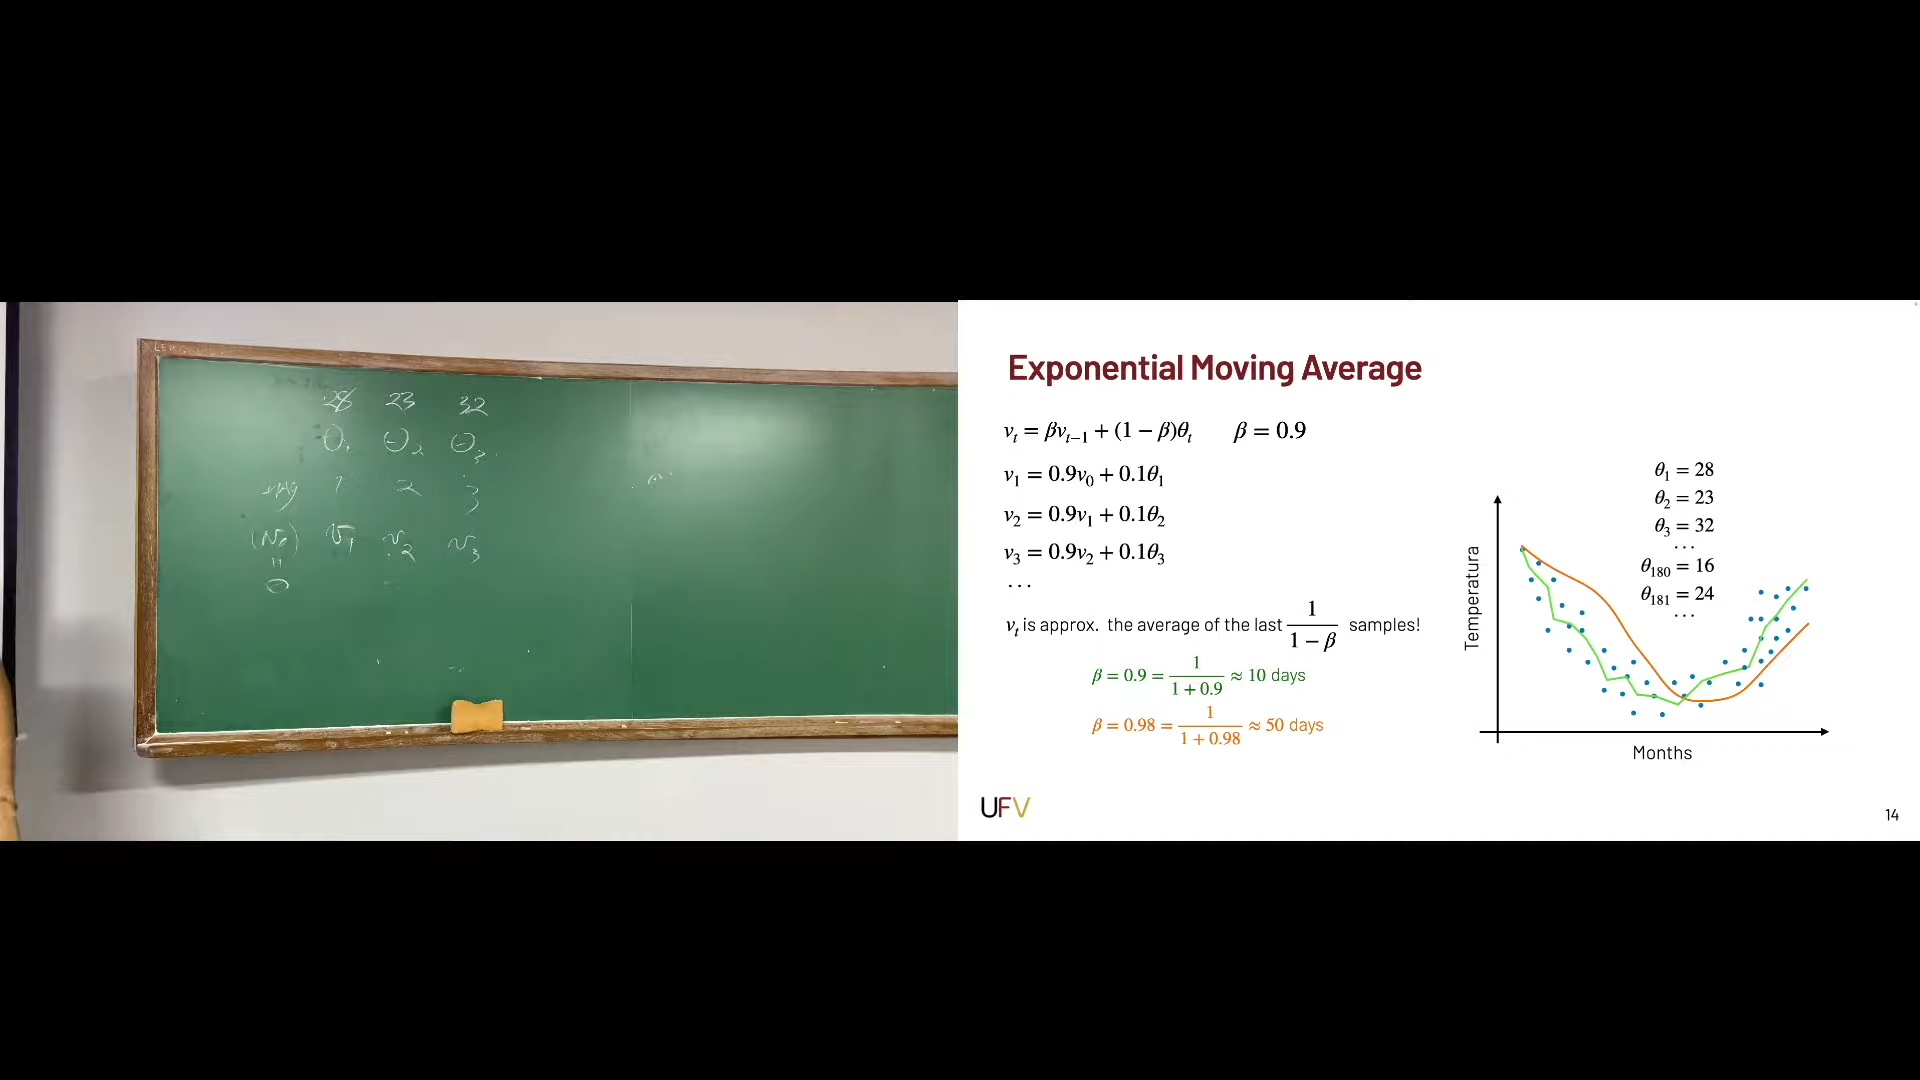 28 23 32
θ₁ θ₂ θ₃
1 2 3
(v₀) v₁ v₂ v₃
=
0
Exponential Moving Average
vₜ = βvₜ₋₁ + (1 − β)θₜ β = 0.9
v₁ = 0.9v₀ + 0.1θ₁
v₂ = 0.9v₁ + 0.1θ₂
v₃ = 0.9v₂ + 0.1θ₃
...
vₜ is approx. the average of the last 1/(1 − β) samples!
β = 0.9 = 1/(1 + 0.9) ≈ 10 days
β = 0.98 = 1/(1 + 0.98) ≈ 50 days
θ₁ = 28
θ₂ = 23
θ₃ = 32
...
θ₁₈₀ = 16
θ₁₈₁ = 24
...
Temperatura
Months
UFV
14